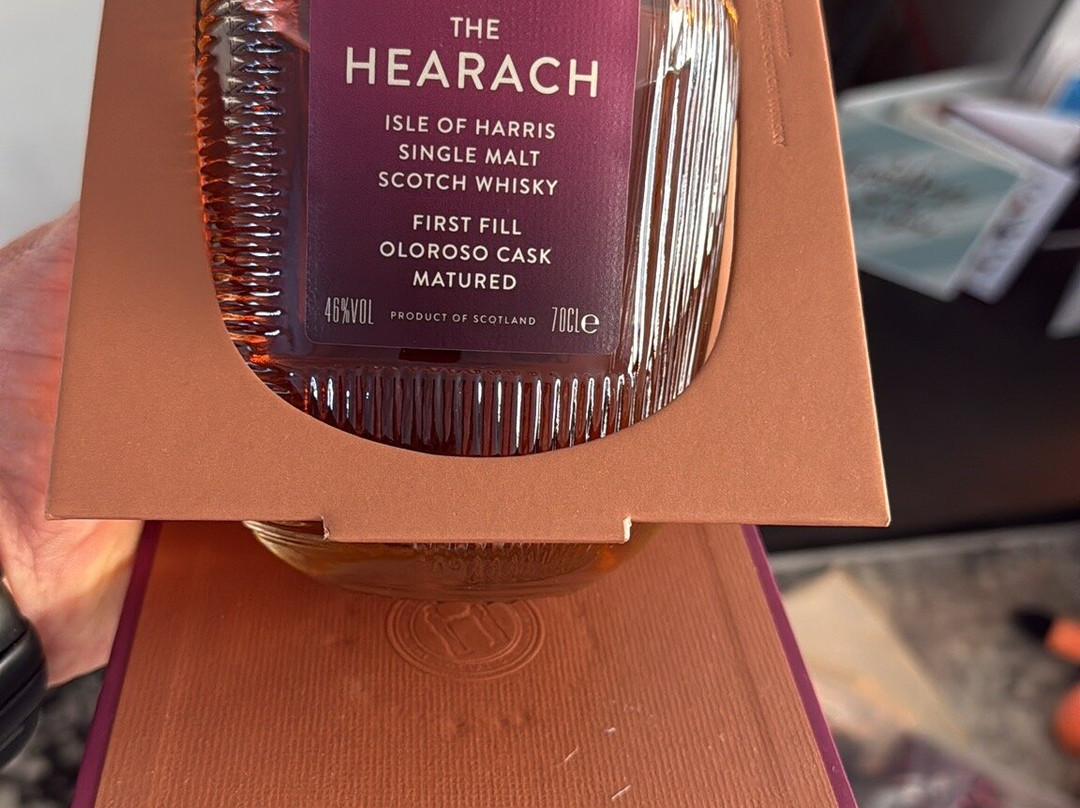 THE
HEARACH
ISLE OF HARRIS
SINGLE MALT
SCOTCH WHISKY
FIRST FILL
OLOROSO CASK
MATURED
46%VOL PRODUCT OF SCOTLAND 70CLe